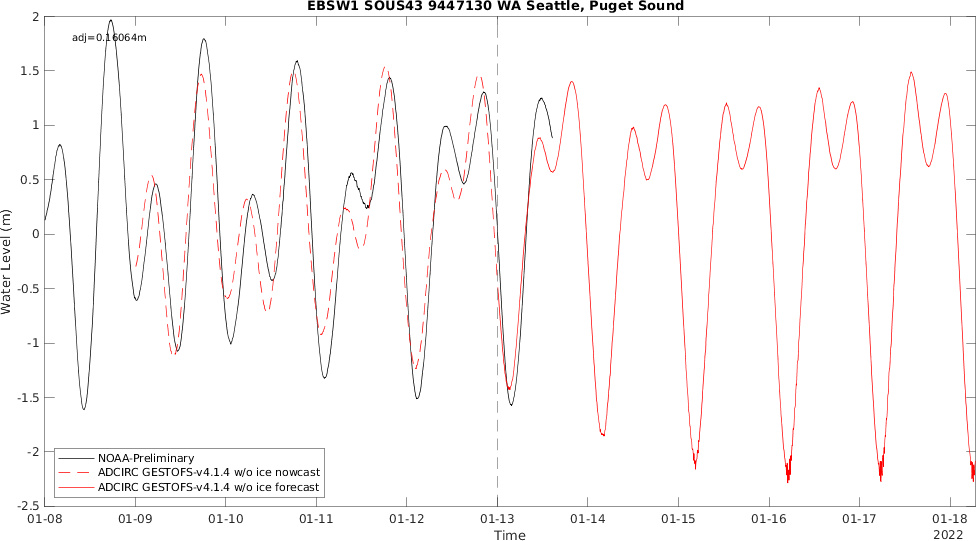 EBSW1 SOUS43 9447130 WA Seattle, Puget Sound
adj=0.16064m
2
1.5
1
0.5
0
-0.5
-1
-1.5
-2
-2.5
Water Level (m)
NOAA-Preliminary
ADCIRC GESTOFS-v4.1.4 w/o ice nowcast
ADCIRC GESTOFS-v4.1.4 w/o ice forecast
01-08 01-09 01-10 01-11 01-12 01-13 01-14 01-15 01-16 01-17 01-18
Time
2022